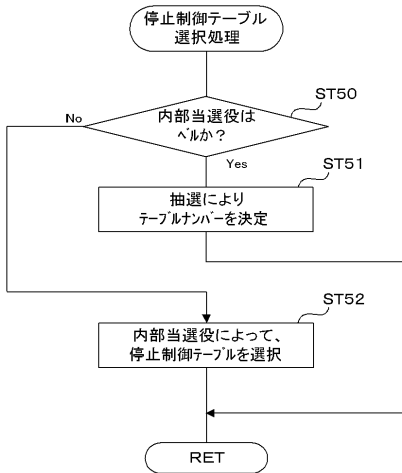 停止制御テーブル
選択処理
ST50
内部当選役は
ベルか？
No
Yes
ST51
抽選により
テーブルナンバーを決定
ST52
内部当選役によって、
停止制御テーブルを選択
RET